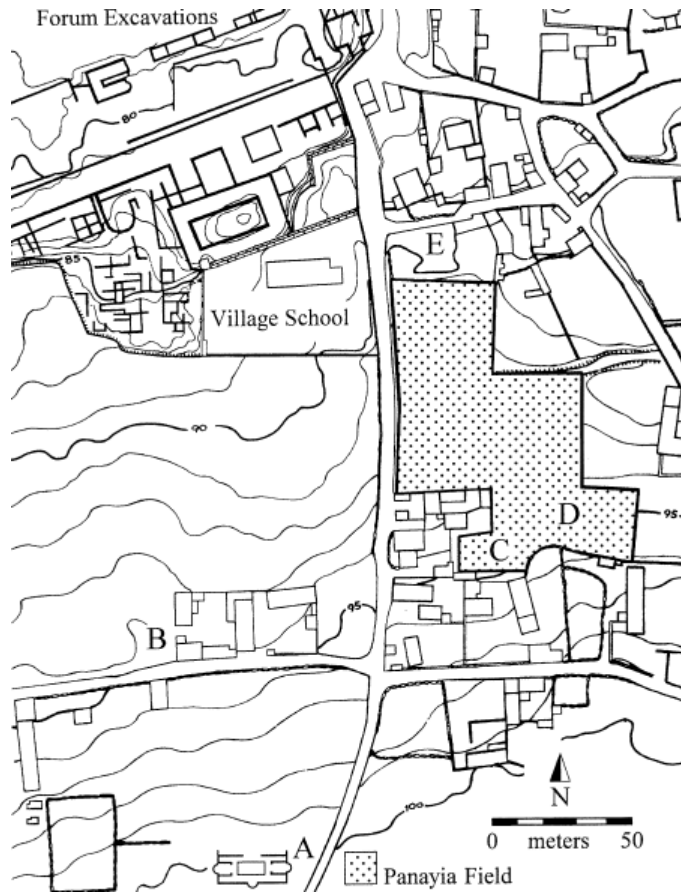 Forum Excavations
80
E
85
Village School
90
D
95
C
95
B
100
N
0 meters 50
A
Panayia Field